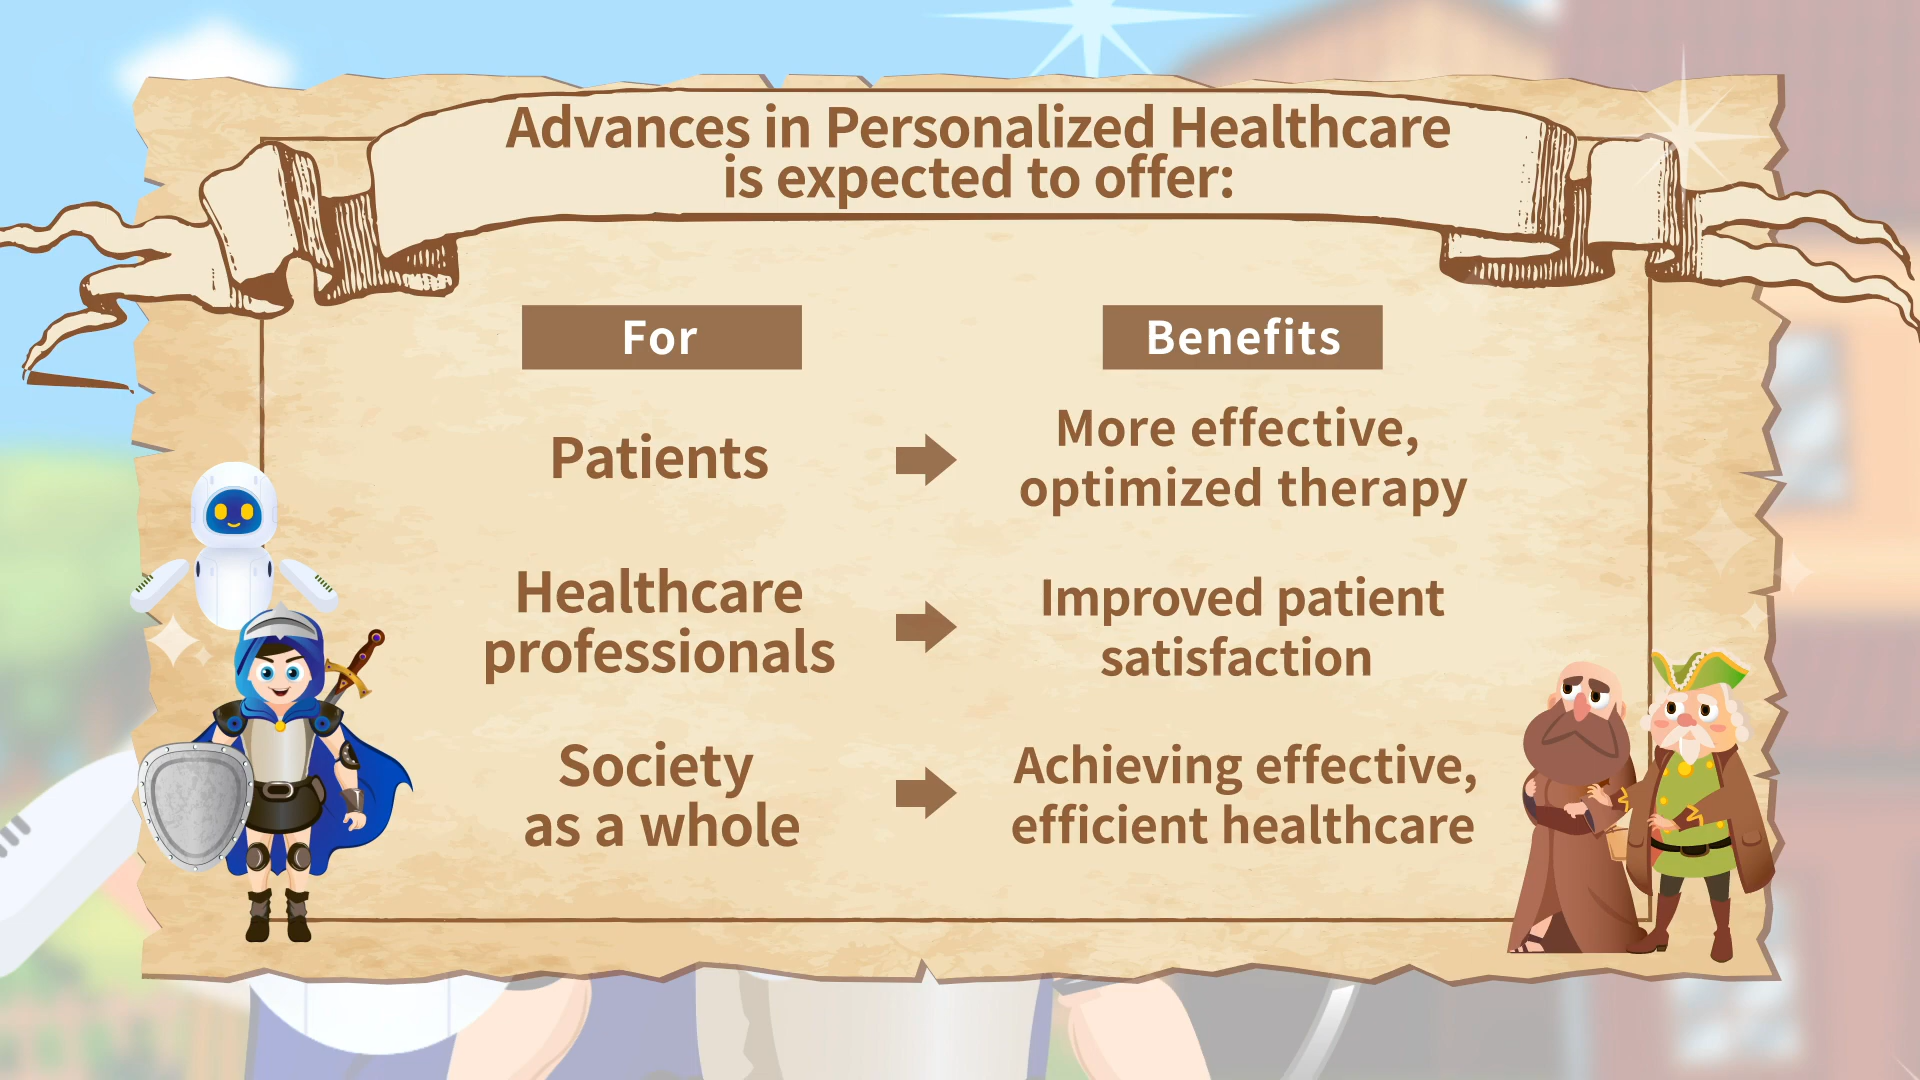 Advances in Personalized Healthcare
is expected to offer:
For
Benefits
Patients
More effective,
optimized therapy
Healthcare
professionals
Improved patient
satisfaction
Society
as a whole
Achieving effective,
efficient healthcare